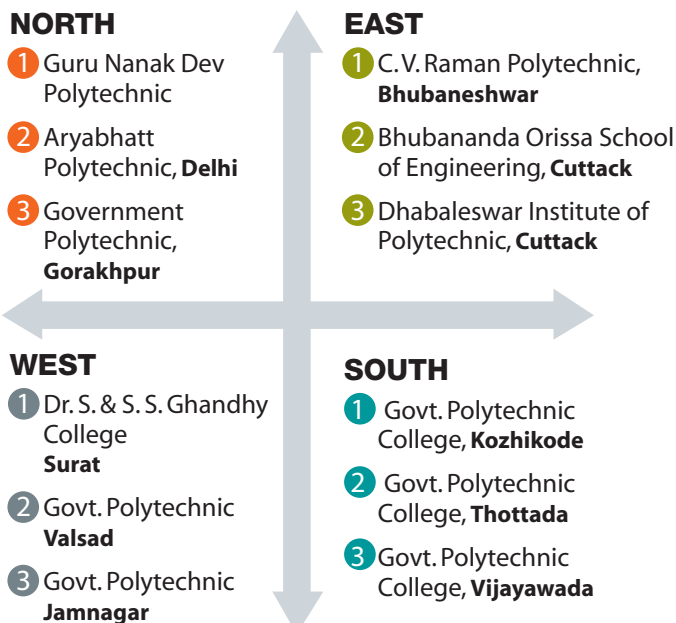 NORTH
1 Guru Nanak Dev
Polytechnic
2 Aryabhatt
Polytechnic, Delhi
3 Government
Polytechnic,
Gorakhpur
EAST
1 C.V. Raman Polytechnic,
Bhubaneshwar
2 Bhubananda Orissa School
of Engineering, Cuttack
3 Dhabaleswar Institute of
Polytechnic, Cuttack
WEST
1 Dr. S. & S. S. Ghandhy
College
Surat
2 Govt. Polytechnic
Valsad
3 Govt. Polytechnic
Jamnagar
SOUTH
1 Govt. Polytechnic
College, Kozhikode
2 Govt. Polytechnic
College, Thottada
3 Govt. Polytechnic
College, Vijayawada